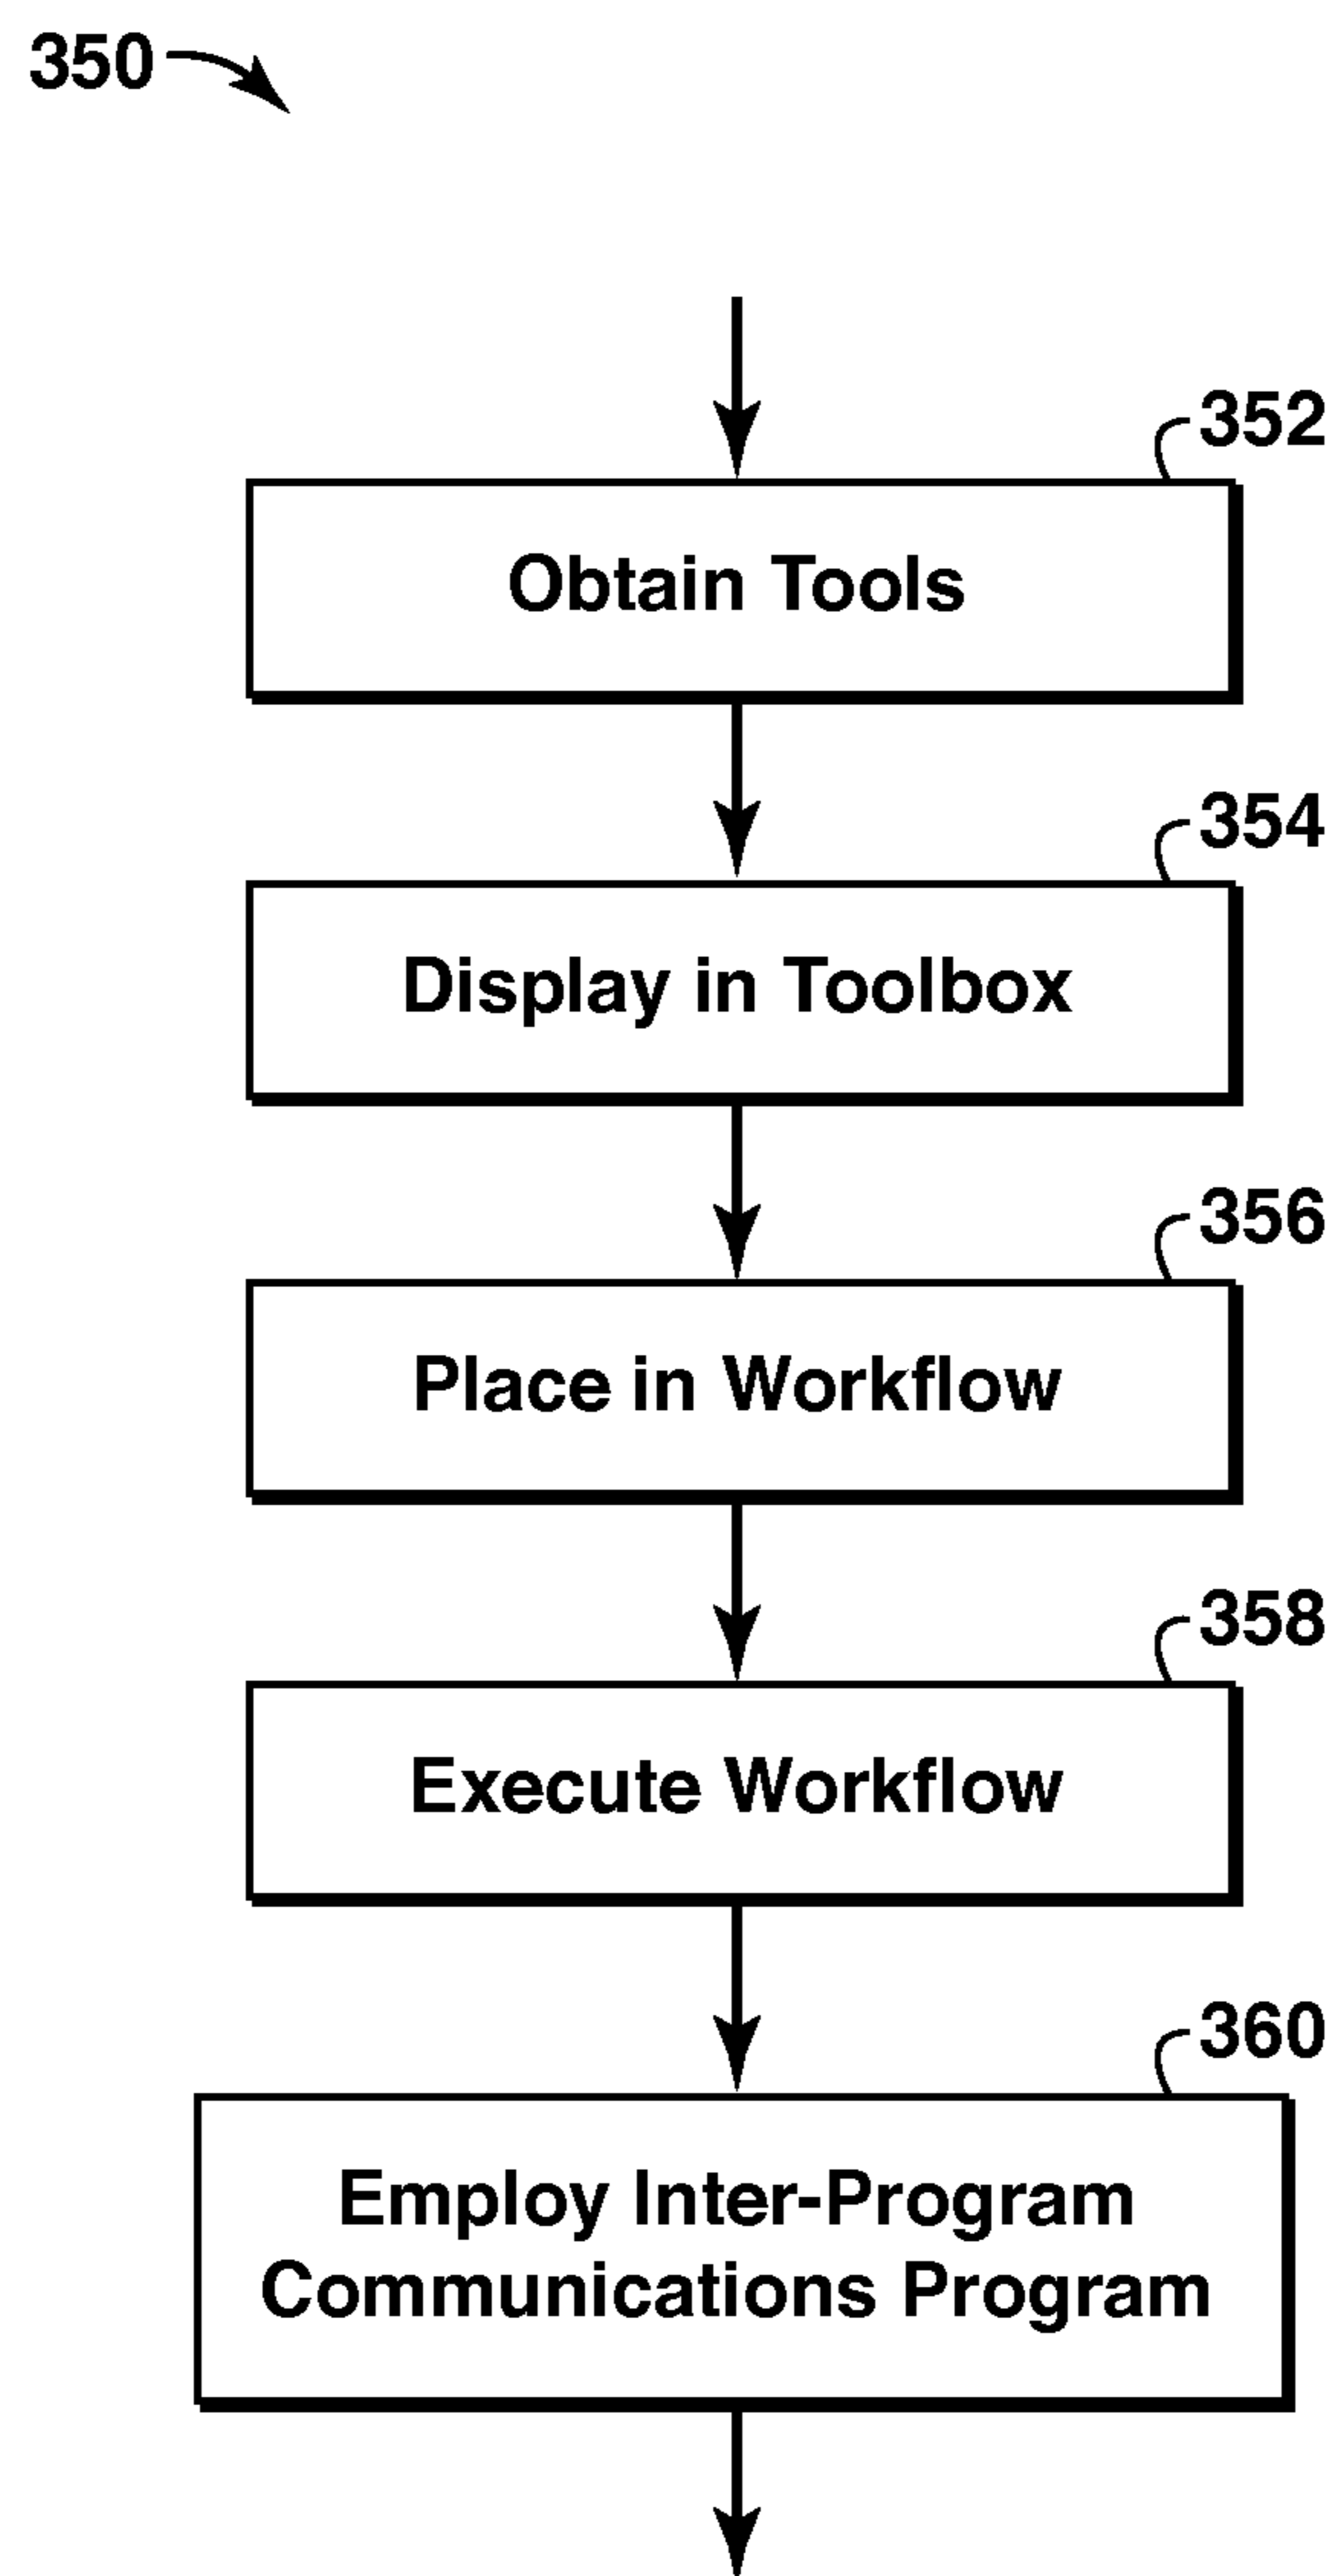 350
352
Obtain Tools
354
Display in Toolbox
356
Place in Workflow
358
Execute Workflow
360
Employ Inter-Program
Communications Program